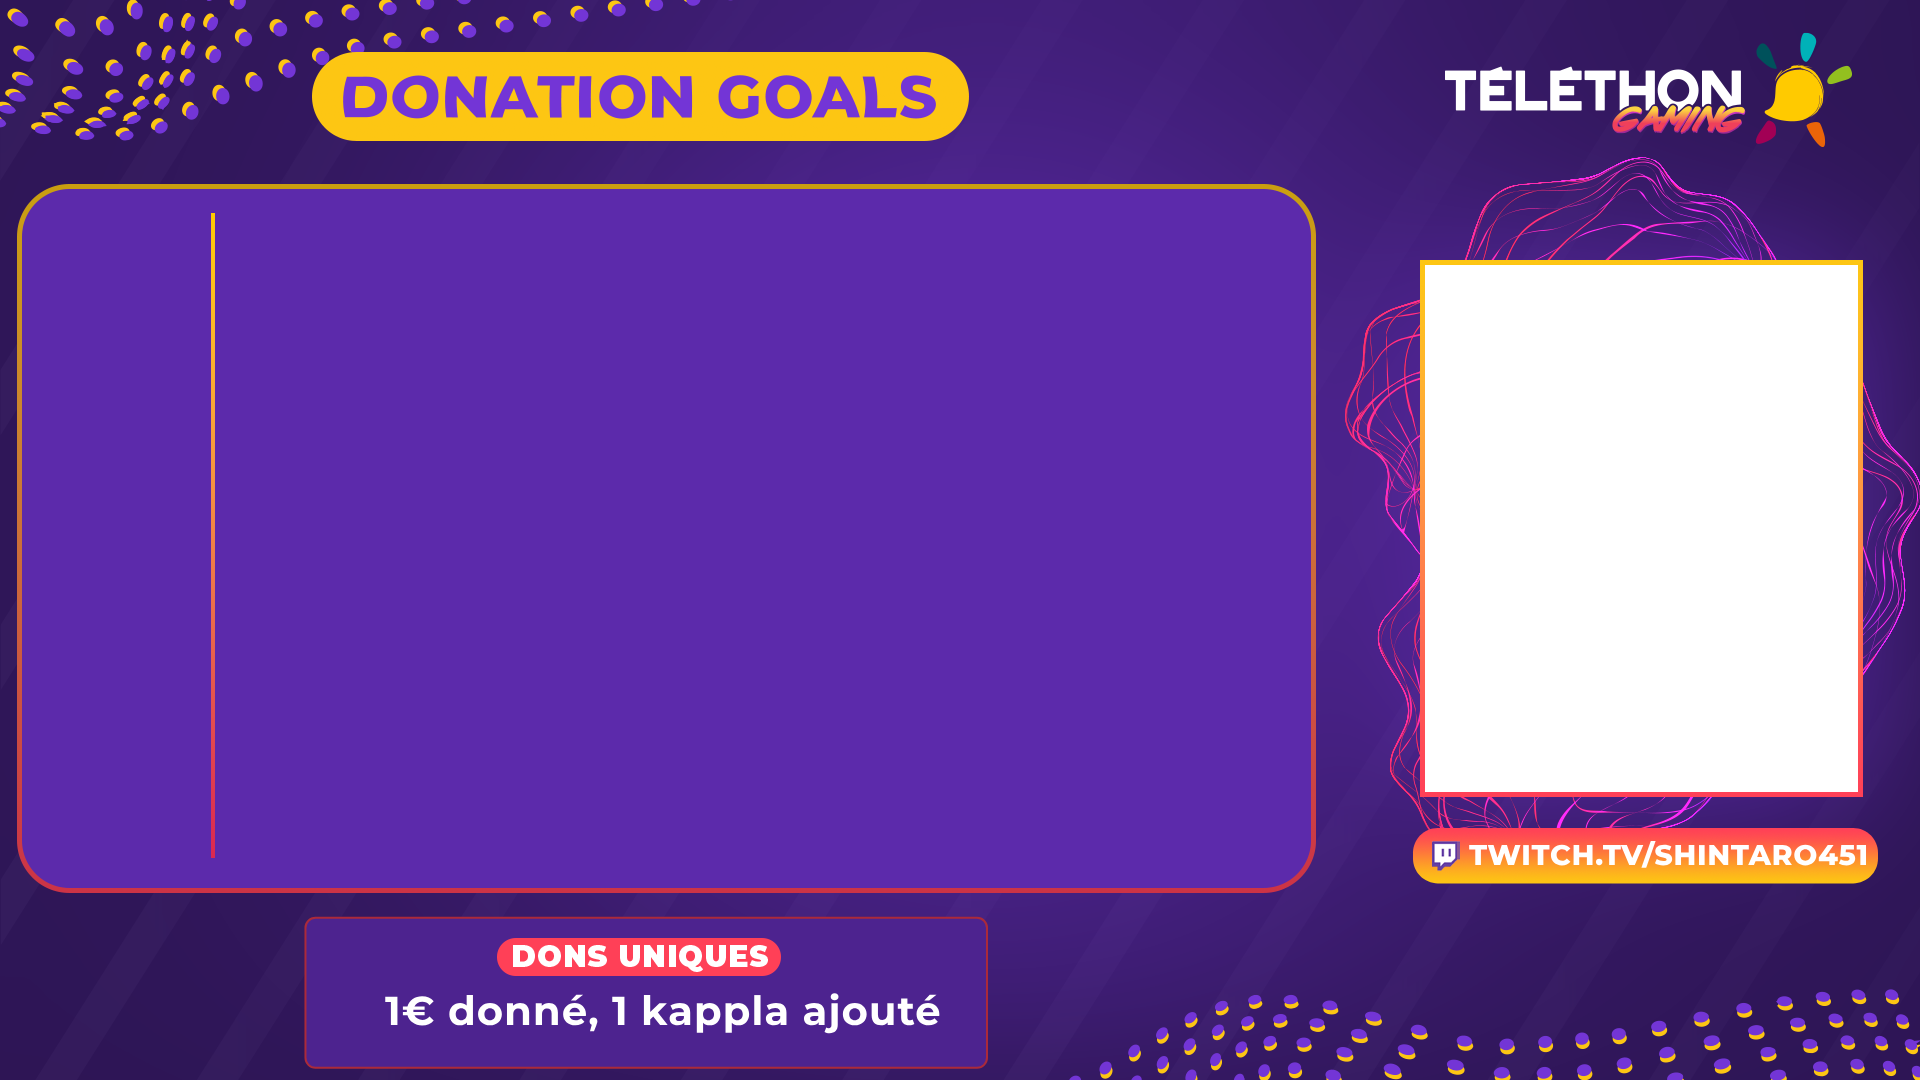 DONATION GOALS
TÉLÉTHON
GAMING
TWITCH.TV/SHINTARO451
DONS UNIQUES
1€ donné, 1 kappla ajouté